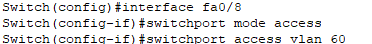 Switch(config)#interface fa0/8
Switch(config-if)#switchport mode access
Switch(config-if)#switchport access vlan 60